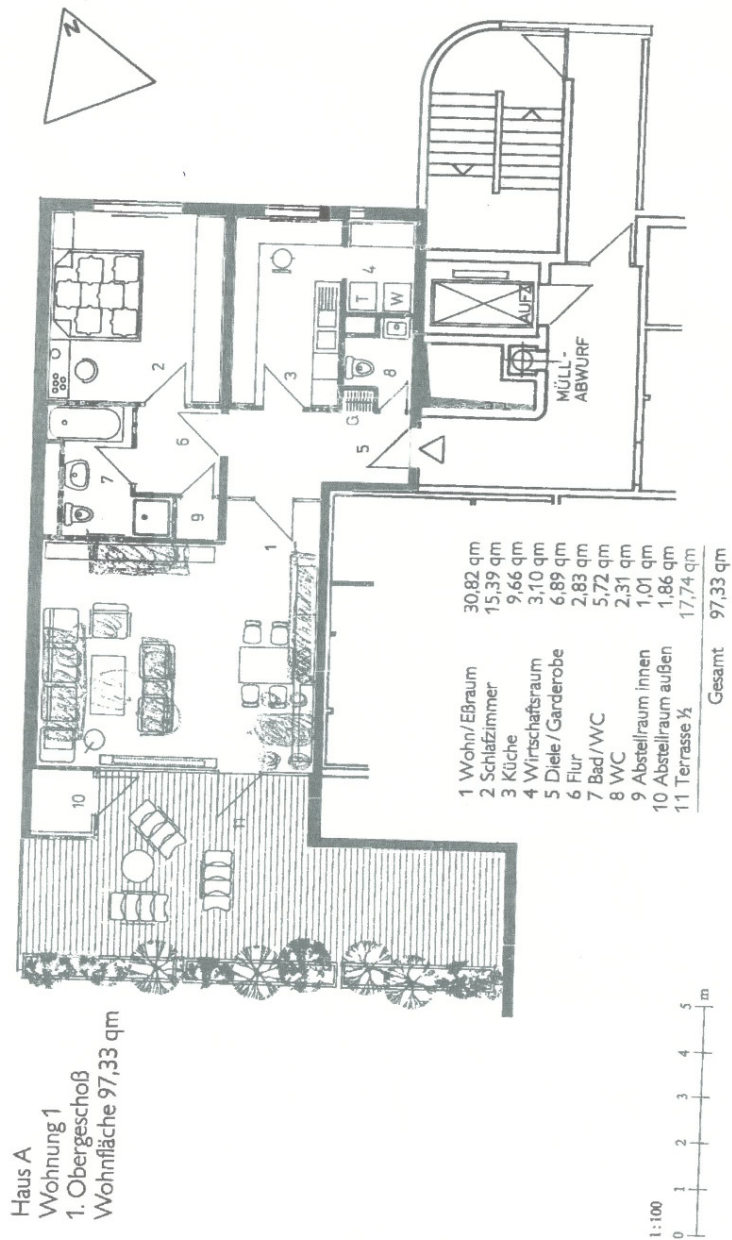 Haus A
Wohnung 1
1. Obergeschoß
Wohnfläche 97,33 qm
N
1
2
3
4
5
6
7
8
9
10
11
G
T
W
AUFZ
MÜLL-
ABWURF
1 Wohn/Eßraum 30,82 qm
2 Schlafzimmer 15,39 qm
3 Küche 9,66 qm
4 Wirtschaftsraum 3,10 qm
5 Diele/Garderobe 6,89 qm
6 Flur 2,83 qm
7 Bad/WC 5,72 qm
8 WC 2,31 qm
9 Abstellraum innen 1,01 qm
10 Abstellraum außen 1,86 qm
11 Terrasse ½ 17,74 qm
Gesamt 97,33 qm
1:100
0 1 2 3 4 5 m